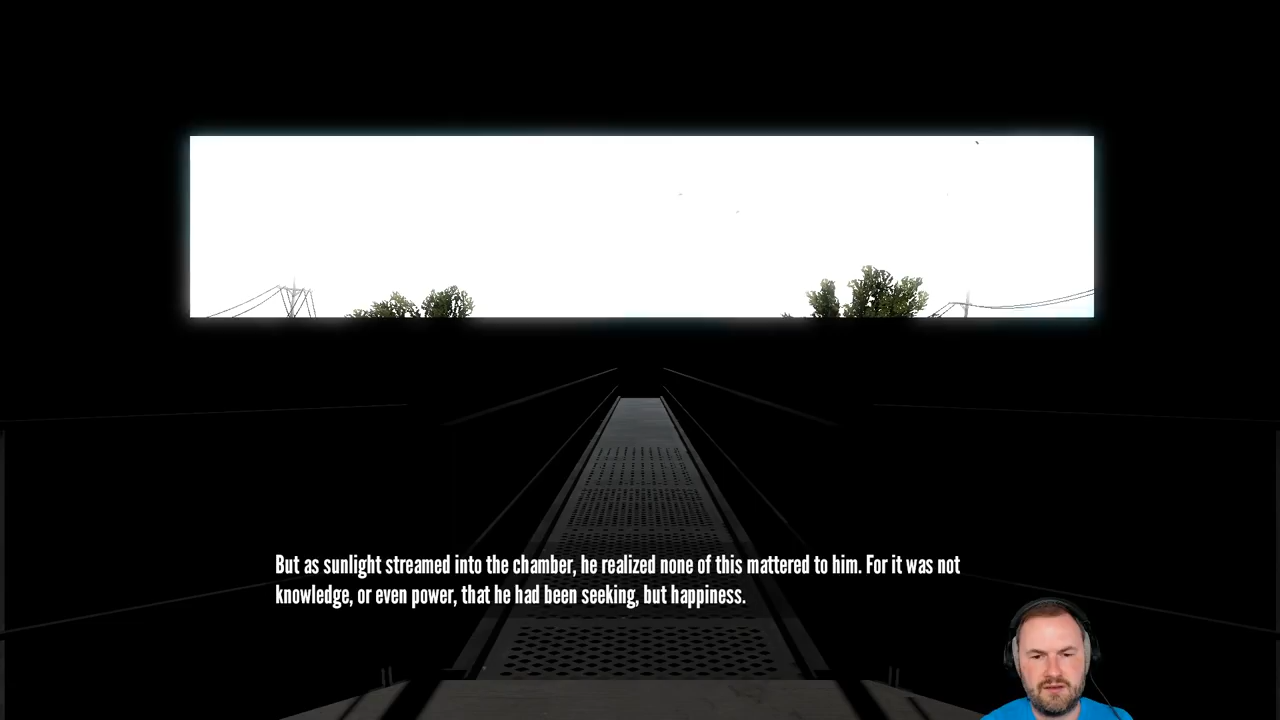 But as sunlight streamed into the chamber, he realized none of this mattered to him. For it was not
knowledge, or even power, that he had been seeking, but happiness.